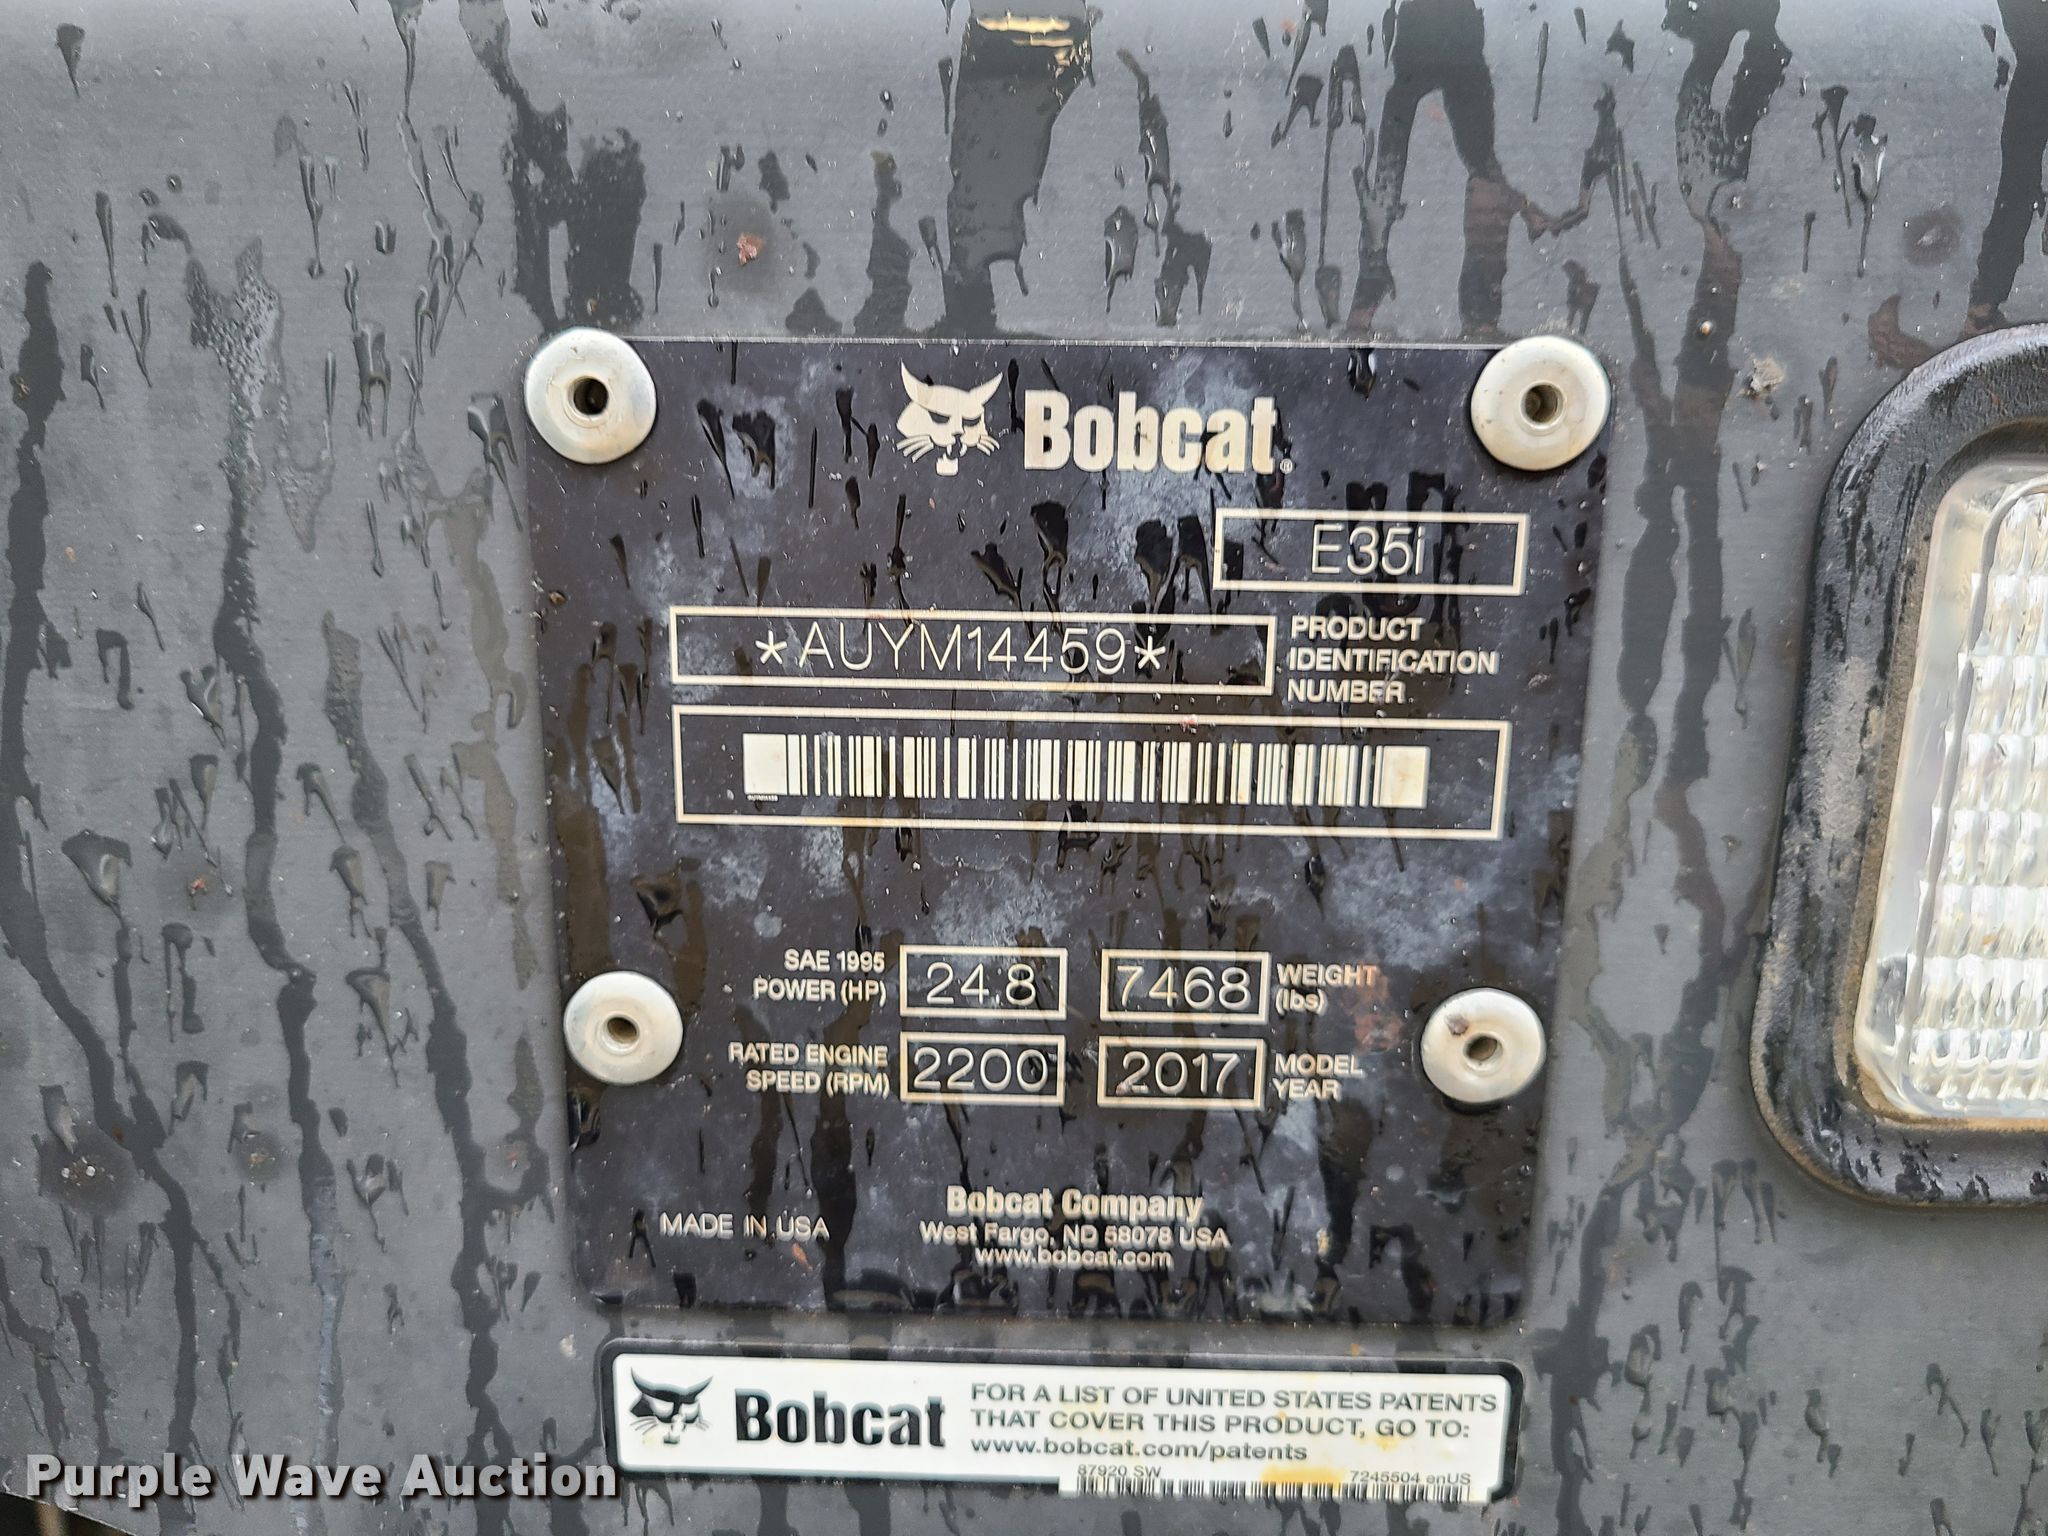 Bobcat®
E35i
*AUYM14459*
PRODUCT
IDENTIFICATION
NUMBER
AUYM14459
SAE 1995
POWER (HP)
24.8
7468
WEIGHT
(lbs)
RATED ENGINE
SPEED (RPM)
2200
2017
MODEL
YEAR
MADE IN USA
Bobcat Company
West Fargo, ND 58078 USA
www.bobcat.com
Bobcat
FOR A LIST OF UNITED STATES PATENTS
THAT COVER THIS PRODUCT, GO TO:
www.bobcat.com/patents
87920 SW
7245504 enUS
Purple Wave Auction